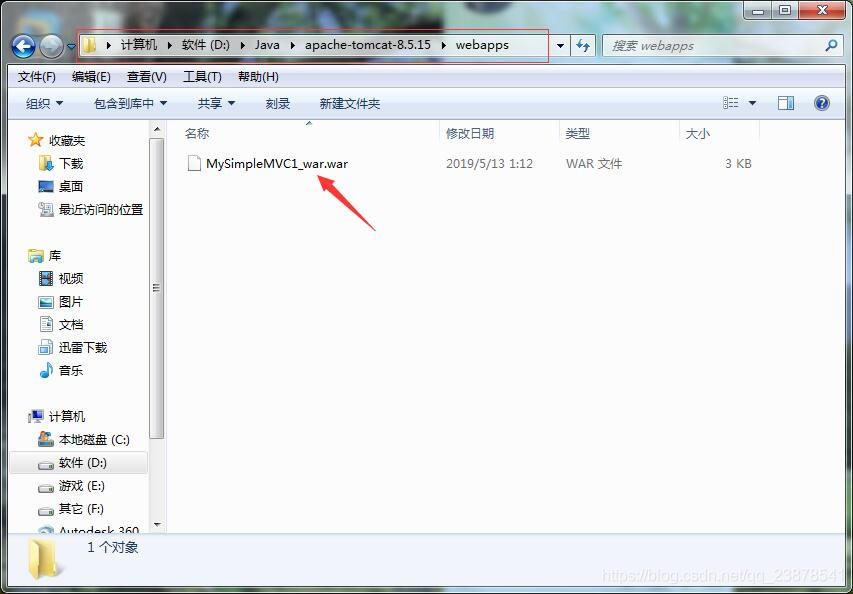 计算机 软件 (D:) Java apache-tomcat-8.5.15 webapps 搜索 webapps
文件(F) 编辑(E) 查看(V) 工具(T) 帮助(H)
组织 包含到库中 共享 刻录 新建文件夹
名称 修改日期 类型 大小
MySimpleMVC1_war.war 2019/5/13 1:12 WAR 文件 3 KB
收藏夹
下载
桌面
最近访问的位置
库
视频
图片
文档
迅雷下载
音乐
计算机
本地磁盘 (C:)
软件 (D:)
游戏 (E:)
其它 (F:)
Autodesk 360
1 个对象
https://blog.csdn.net/qq_23878541